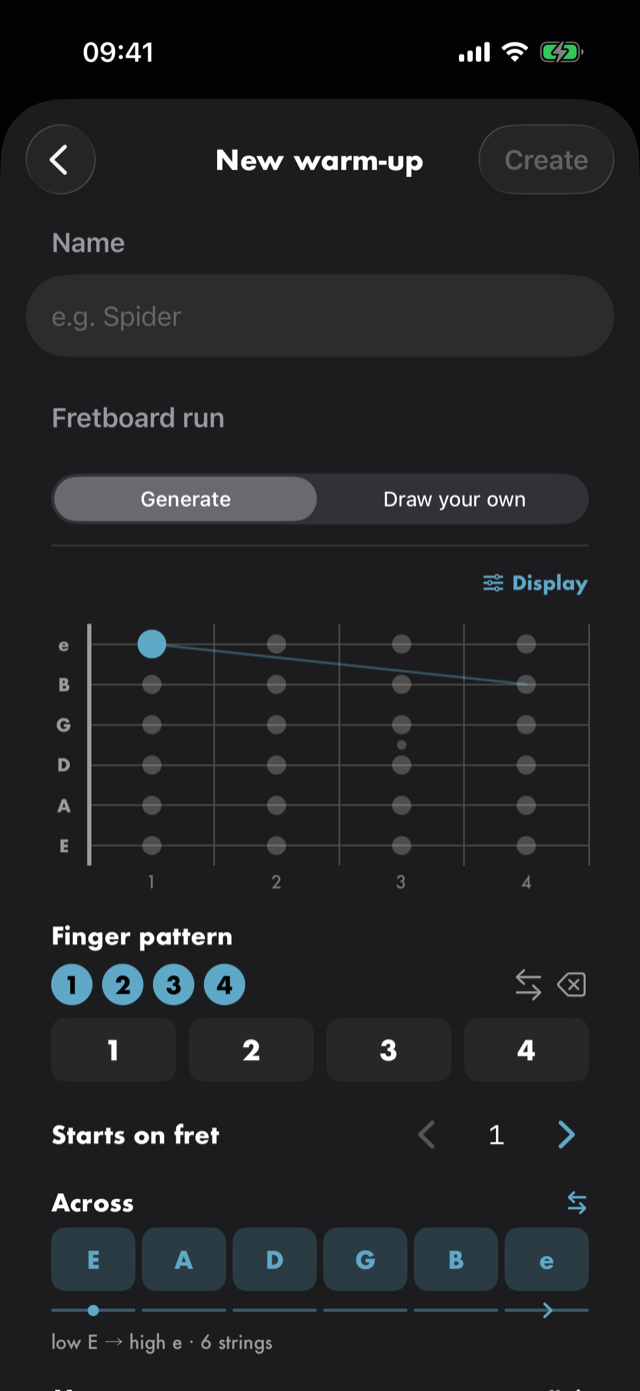 09:41
New warm-up
Create
Name
e.g. Spider
Fretboard run
Generate Draw your own
Display
e
B
G
D
A
E
1 2 3 4
Finger pattern
1 2 3 4
1 2 3 4
Starts on fret 1
Across
E A D G B e
low E → high e · 6 strings